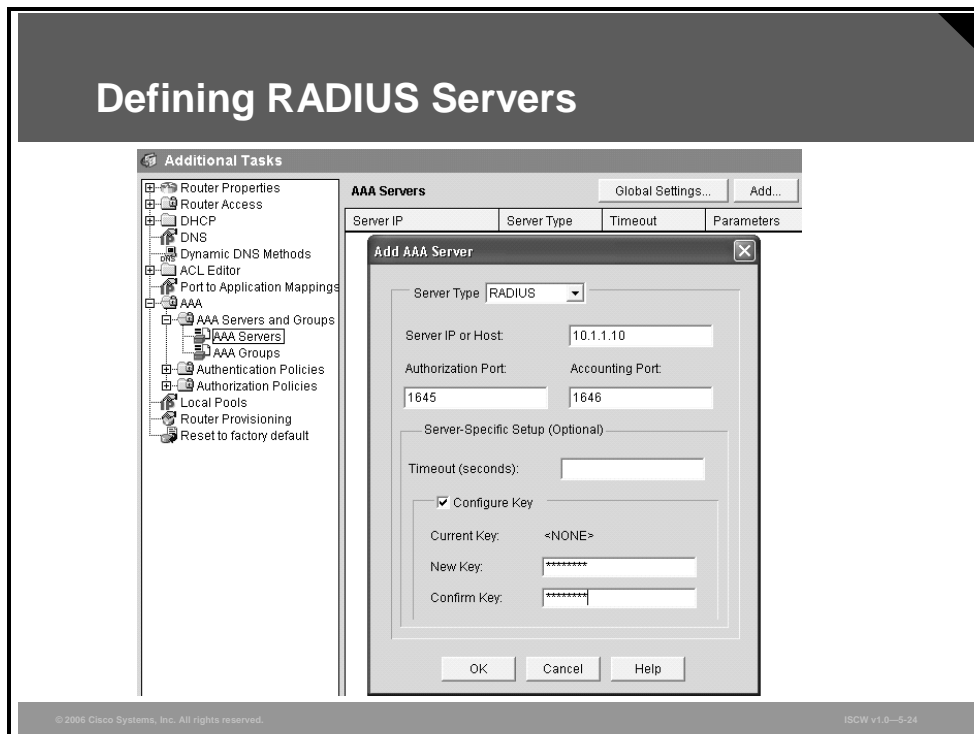 Defining RADIUS Servers
Additional Tasks
Router Properties
Router Access
DHCP
DNS
Dynamic DNS Methods
ACL Editor
Port to Application Mappings
AAA
AAA Servers and Groups
AAA Servers
AAA Groups
Authentication Policies
Authorization Policies
Local Pools
Router Provisioning
Reset to factory default
AAA Servers
Global Settings...
Add...
Server IP
Server Type
Timeout
Parameters
Add AAA Server
Server Type RADIUS
Server IP or Host: 10.1.1.10
Authorization Port: Accounting Port:
1645 1646
Server-Specific Setup (Optional)
Timeout (seconds):
Configure Key
Current Key: <NONE>
New Key: ********
Confirm Key: ********
OK Cancel Help
© 2006 Cisco Systems, Inc. All rights reserved. ISCW v1.0—5-24